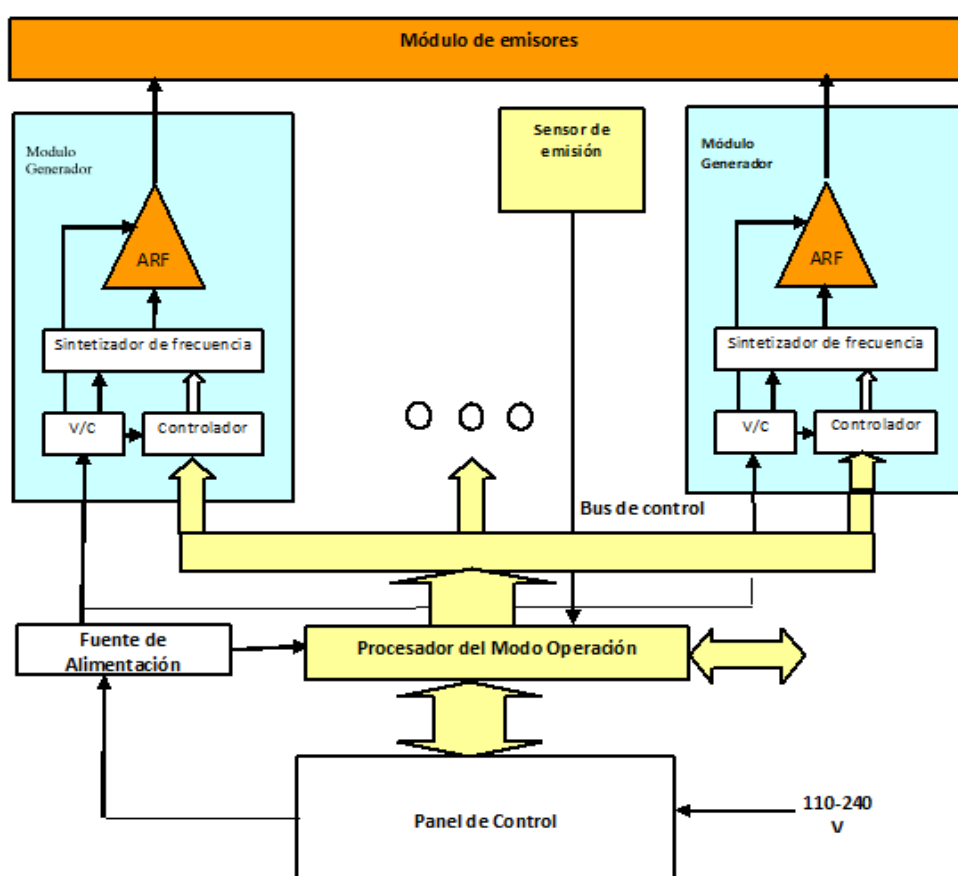 Módulo de emisores
Modulo
Generador
Sensor de
emisión
Módulo
Generador
ARF
ARF
Sintetizador de frecuencia
Sintetizador de frecuencia
V/C
Controlador
V/C
Controlador
Bus de control
Fuente de
Alimentación
Procesador del Modo Operación
Panel de Control
110-240
V